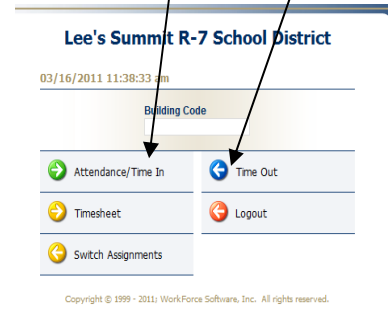 Lee's Summit R-7 School District
03/16/2011 11:38:33 am
Building Code
Attendance/Time In
Time Out
Timesheet
Logout
Switch Assignments
Copyright © 1999 - 2011; WorkForce Software, Inc. All rights reserved.